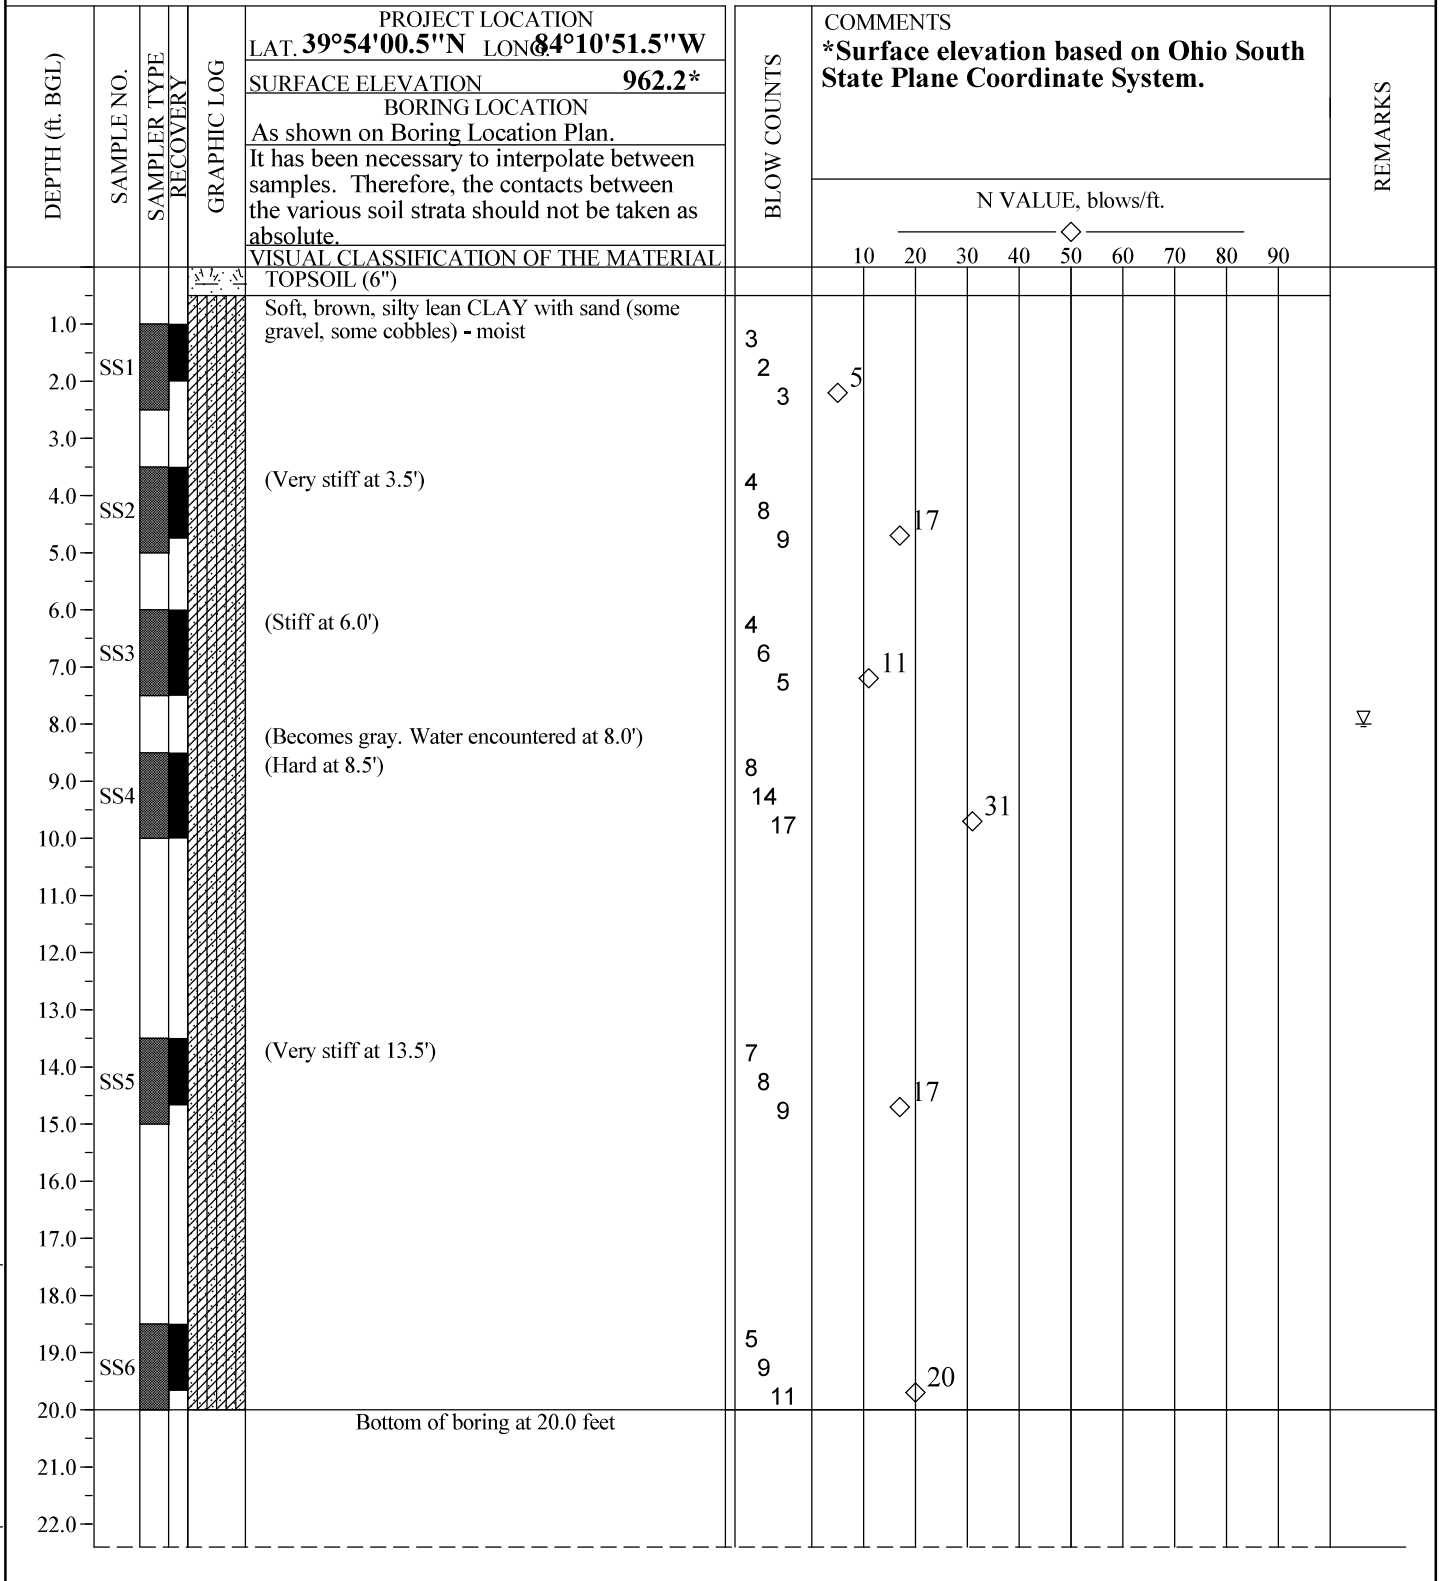 DEPTH (ft. BGL)
SAMPLE NO.
SAMPLER TYPE
RECOVERY
GRAPHIC LOG
PROJECT LOCATION
LAT. 39°54'00.5"N LONG. 84°10'51.5"W
SURFACE ELEVATION 962.2*
BORING LOCATION
As shown on Boring Location Plan.
It has been necessary to interpolate between
samples. Therefore, the contacts between
the various soil strata should not be taken as
absolute.
VISUAL CLASSIFICATION OF THE MATERIAL
BLOW COUNTS
COMMENTS
*Surface elevation based on Ohio South
State Plane Coordinate System.
N VALUE, blows/ft.
10 20 30 40 50 60 70 80 90
REMARKS
TOPSOIL (6")
Soft, brown, silty lean CLAY with sand (some
1.0
gravel, some cobbles) - moist
3
SS1
2
2.0
5
3
3.0
(Very stiff at 3.5')
4
4.0
SS2
8
17
9
5.0
6.0
(Stiff at 6.0')
4
SS3
6
11
7.0
5
8.0
(Becomes gray. Water encountered at 8.0')
(Hard at 8.5')
8
9.0
SS4
14
31
17
10.0
11.0
12.0
13.0
(Very stiff at 13.5')
7
14.0
SS5
8
17
9
15.0
16.0
17.0
18.0
5
19.0
SS6
9
20
11
20.0
Bottom of boring at 20.0 feet
21.0
22.0